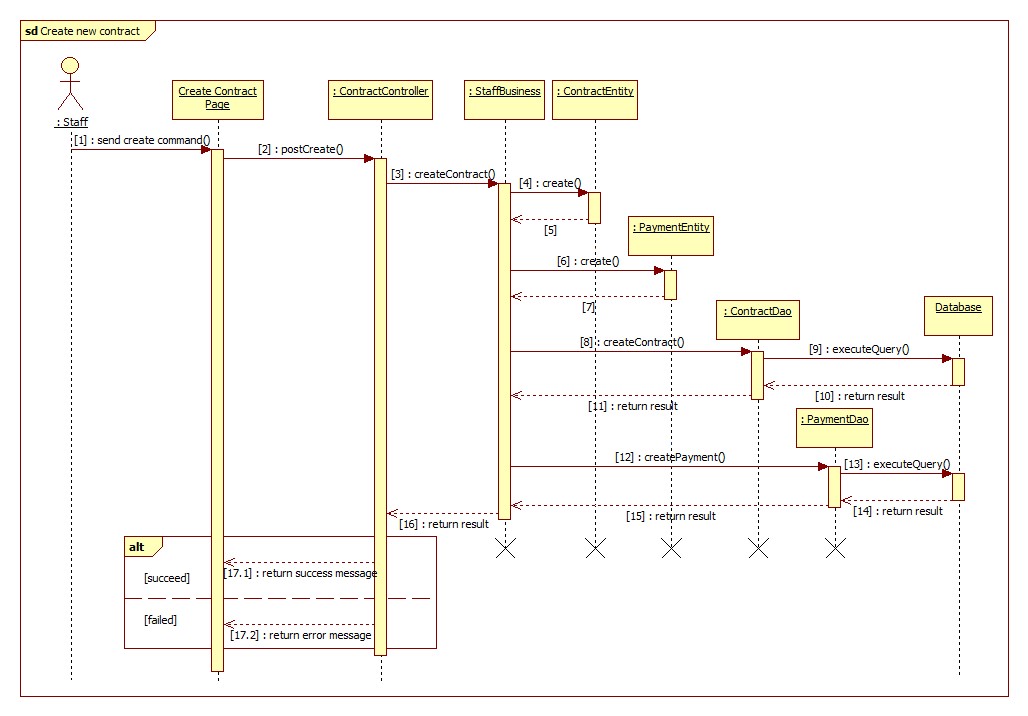 sd Create new contract
: Staff
Create Contract
Page
: ContractController
: StaffBusiness
: ContractEntity
[1] : send create command()
[2] : postCreate()
[3] : createContract()
[4] : create()
[5]
: PaymentEntity
[6] : create()
[7]
: ContractDao
Database
[8] : createContract()
[9] : executeQuery()
[10] : return result
[11] : return result
: PaymentDao
[12] : createPayment()
[13] : executeQuery()
[14] : return result
[15] : return result
[16] : return result
alt
[17.1] : return success message
[succeed]
[failed]
[17.2] : return error message